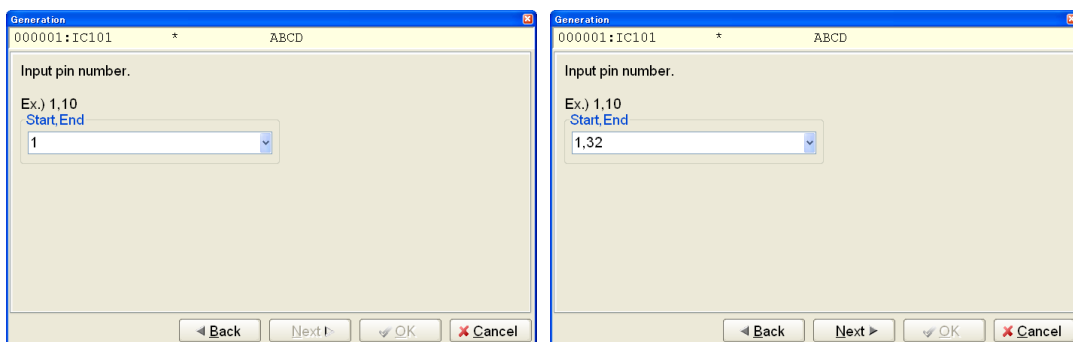 Generation
000001:IC101 * ABCD
Input pin number.
Ex.) 1,10
Start,End
1
Back Next OK Cancel
Generation
000001:IC101 * ABCD
Input pin number.
Ex.) 1,10
Start,End
1,32
Back Next OK Cancel